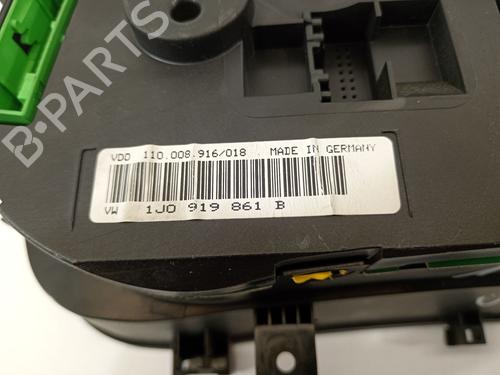 B-PARTS
VDO 110.008.916/018 MADE IN GERMANY
VW 1J0 919 861 B